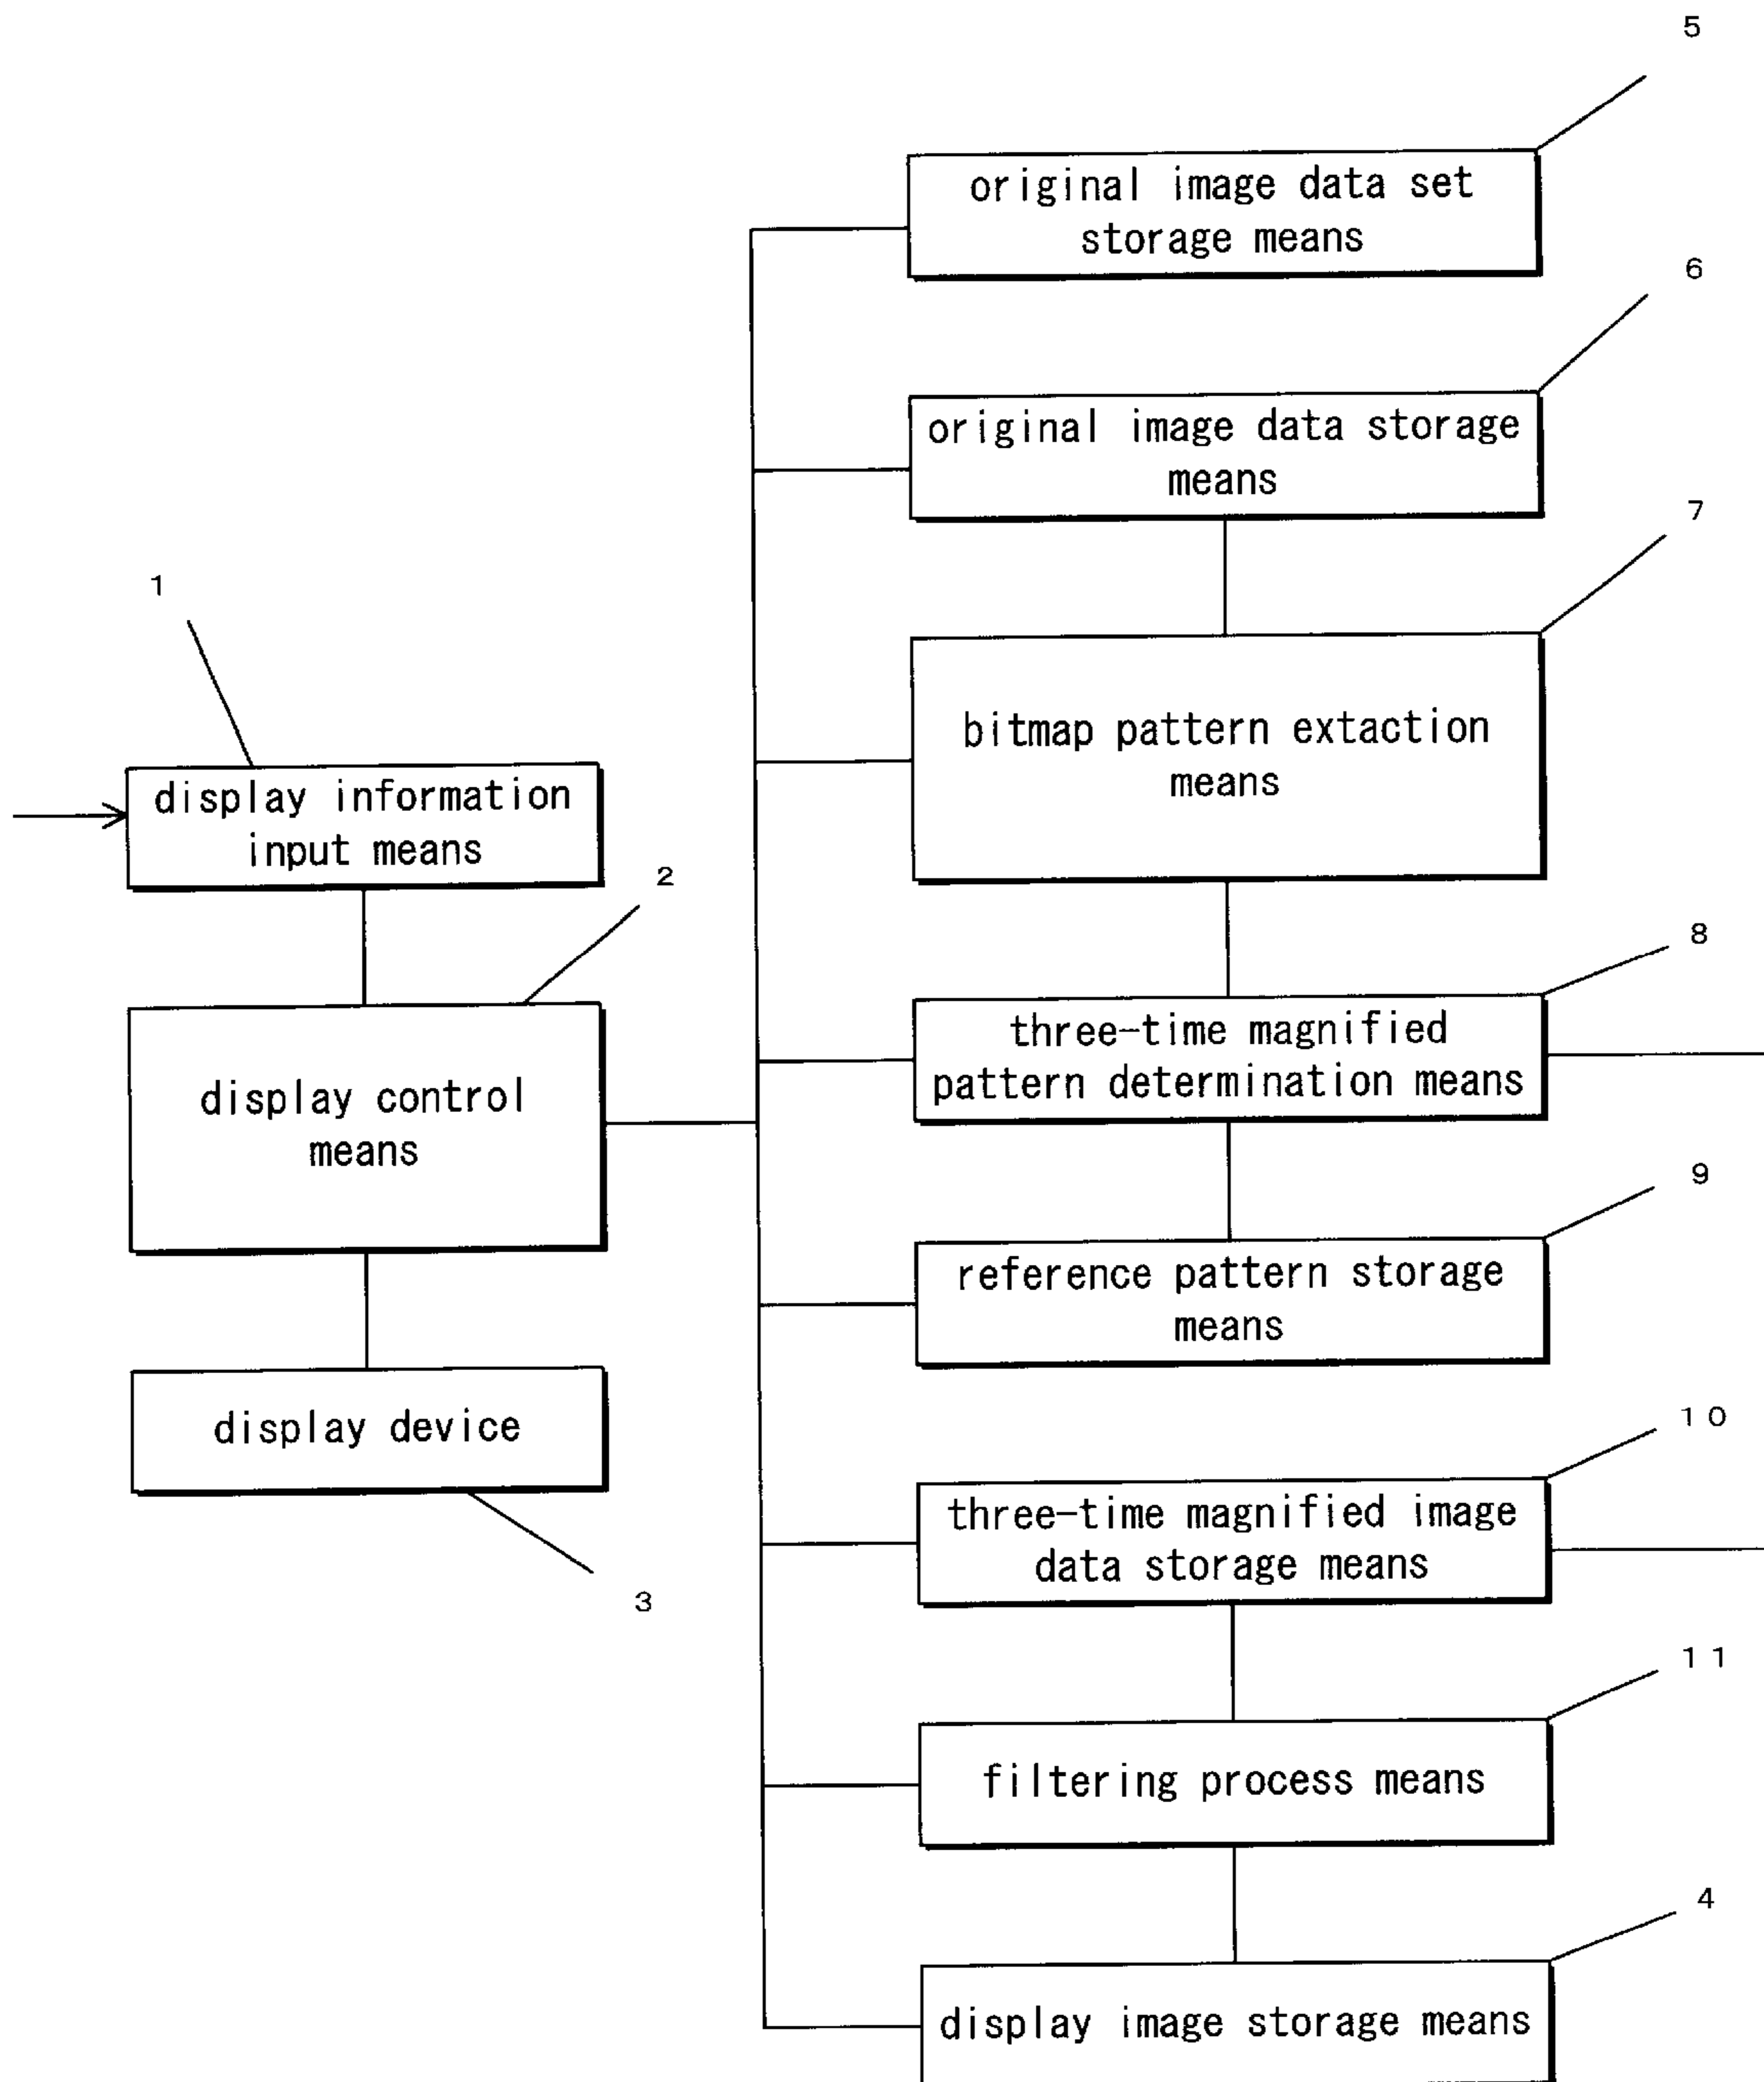 5
original image data set
storage means
6
original image data storage
means
7
bitmap pattern extaction
means
1
display information
input means
2
display control
means
display device
3
8
three-time magnified
pattern determination means
9
reference pattern storage
means
10
three-time magnified image
data storage means
11
filtering process means
4
display image storage means